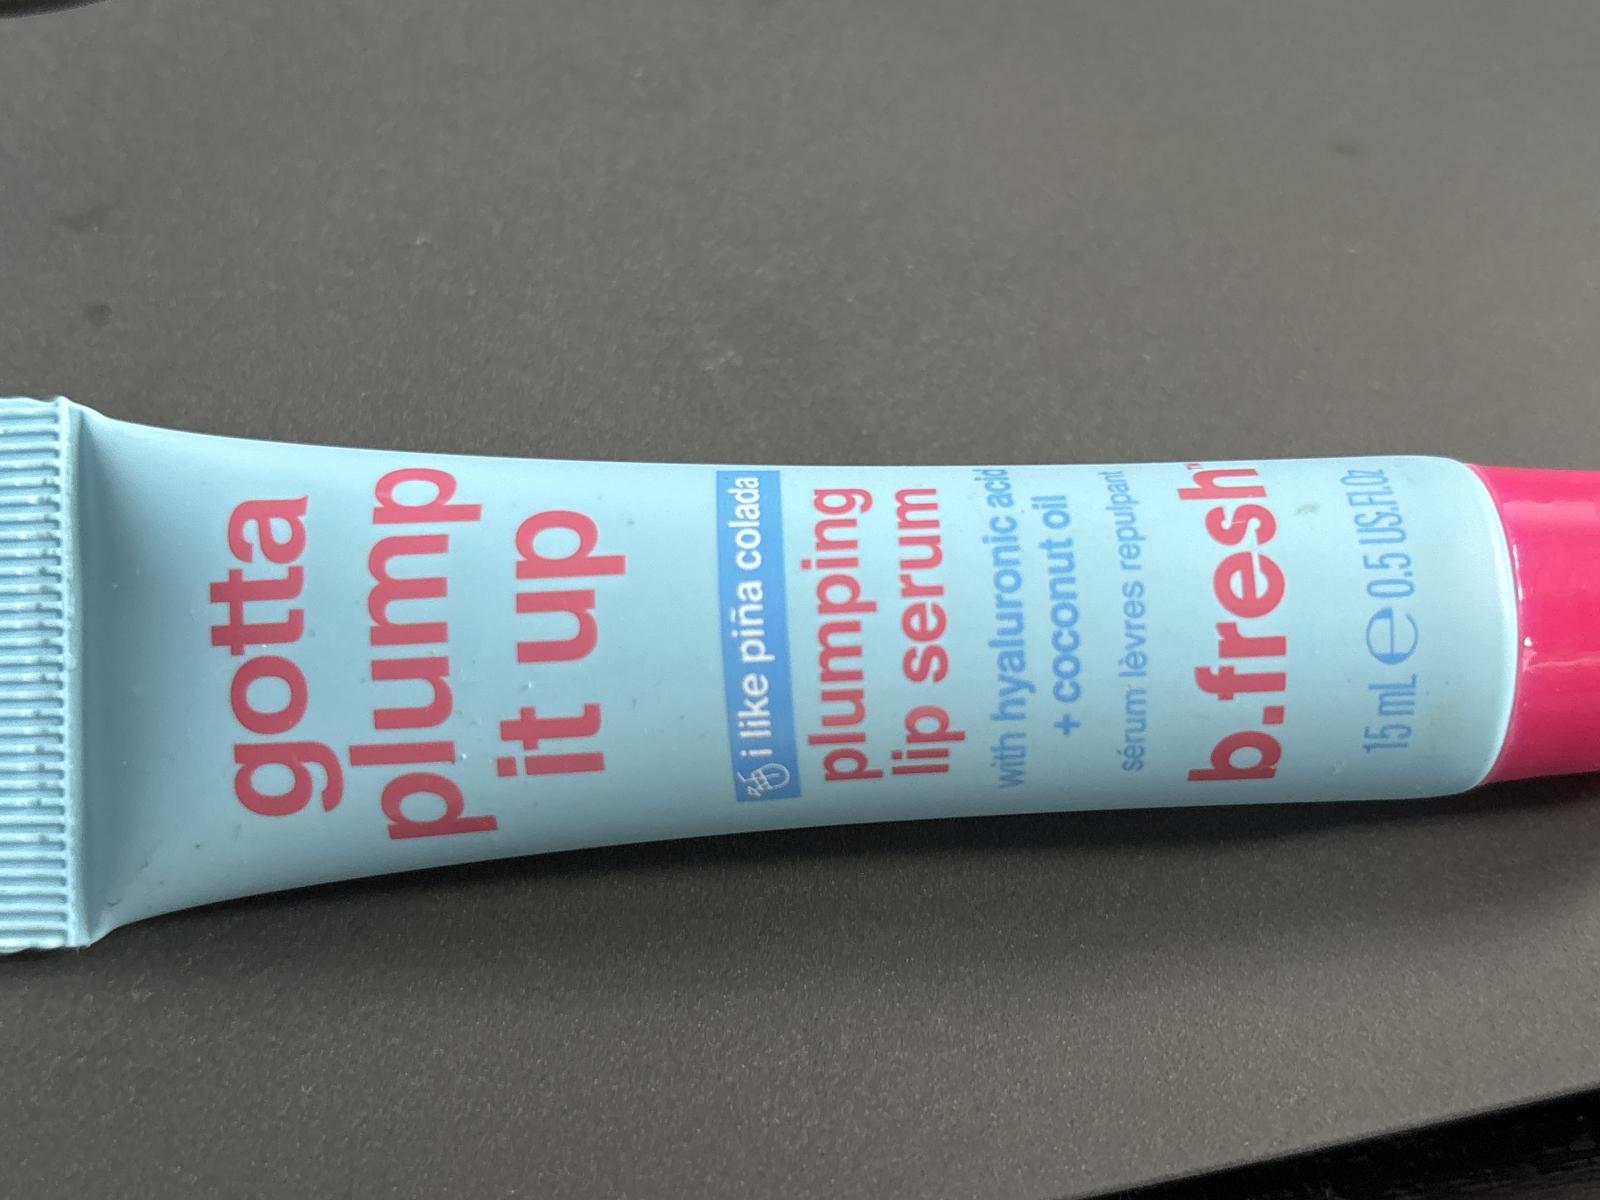 gotta
plump
it up
i like piña colada
plumping
lip serum
with hyaluronic acid
+ coconut oil
sérum lèvres repulpant
b.fresh™
15 mL ℮ 0.5 US.Fl.Oz